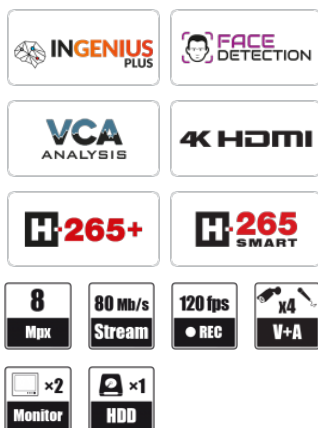 INGENIUS
PLUS
FACE
DETECTION
VCA
ANALYSIS
4K HDMI
H·265+
H·265
SMART
8
Mpx
80 Mb/s
Stream
120 fps
● REC
x4
V+A
×2
Monitor
×1
HDD